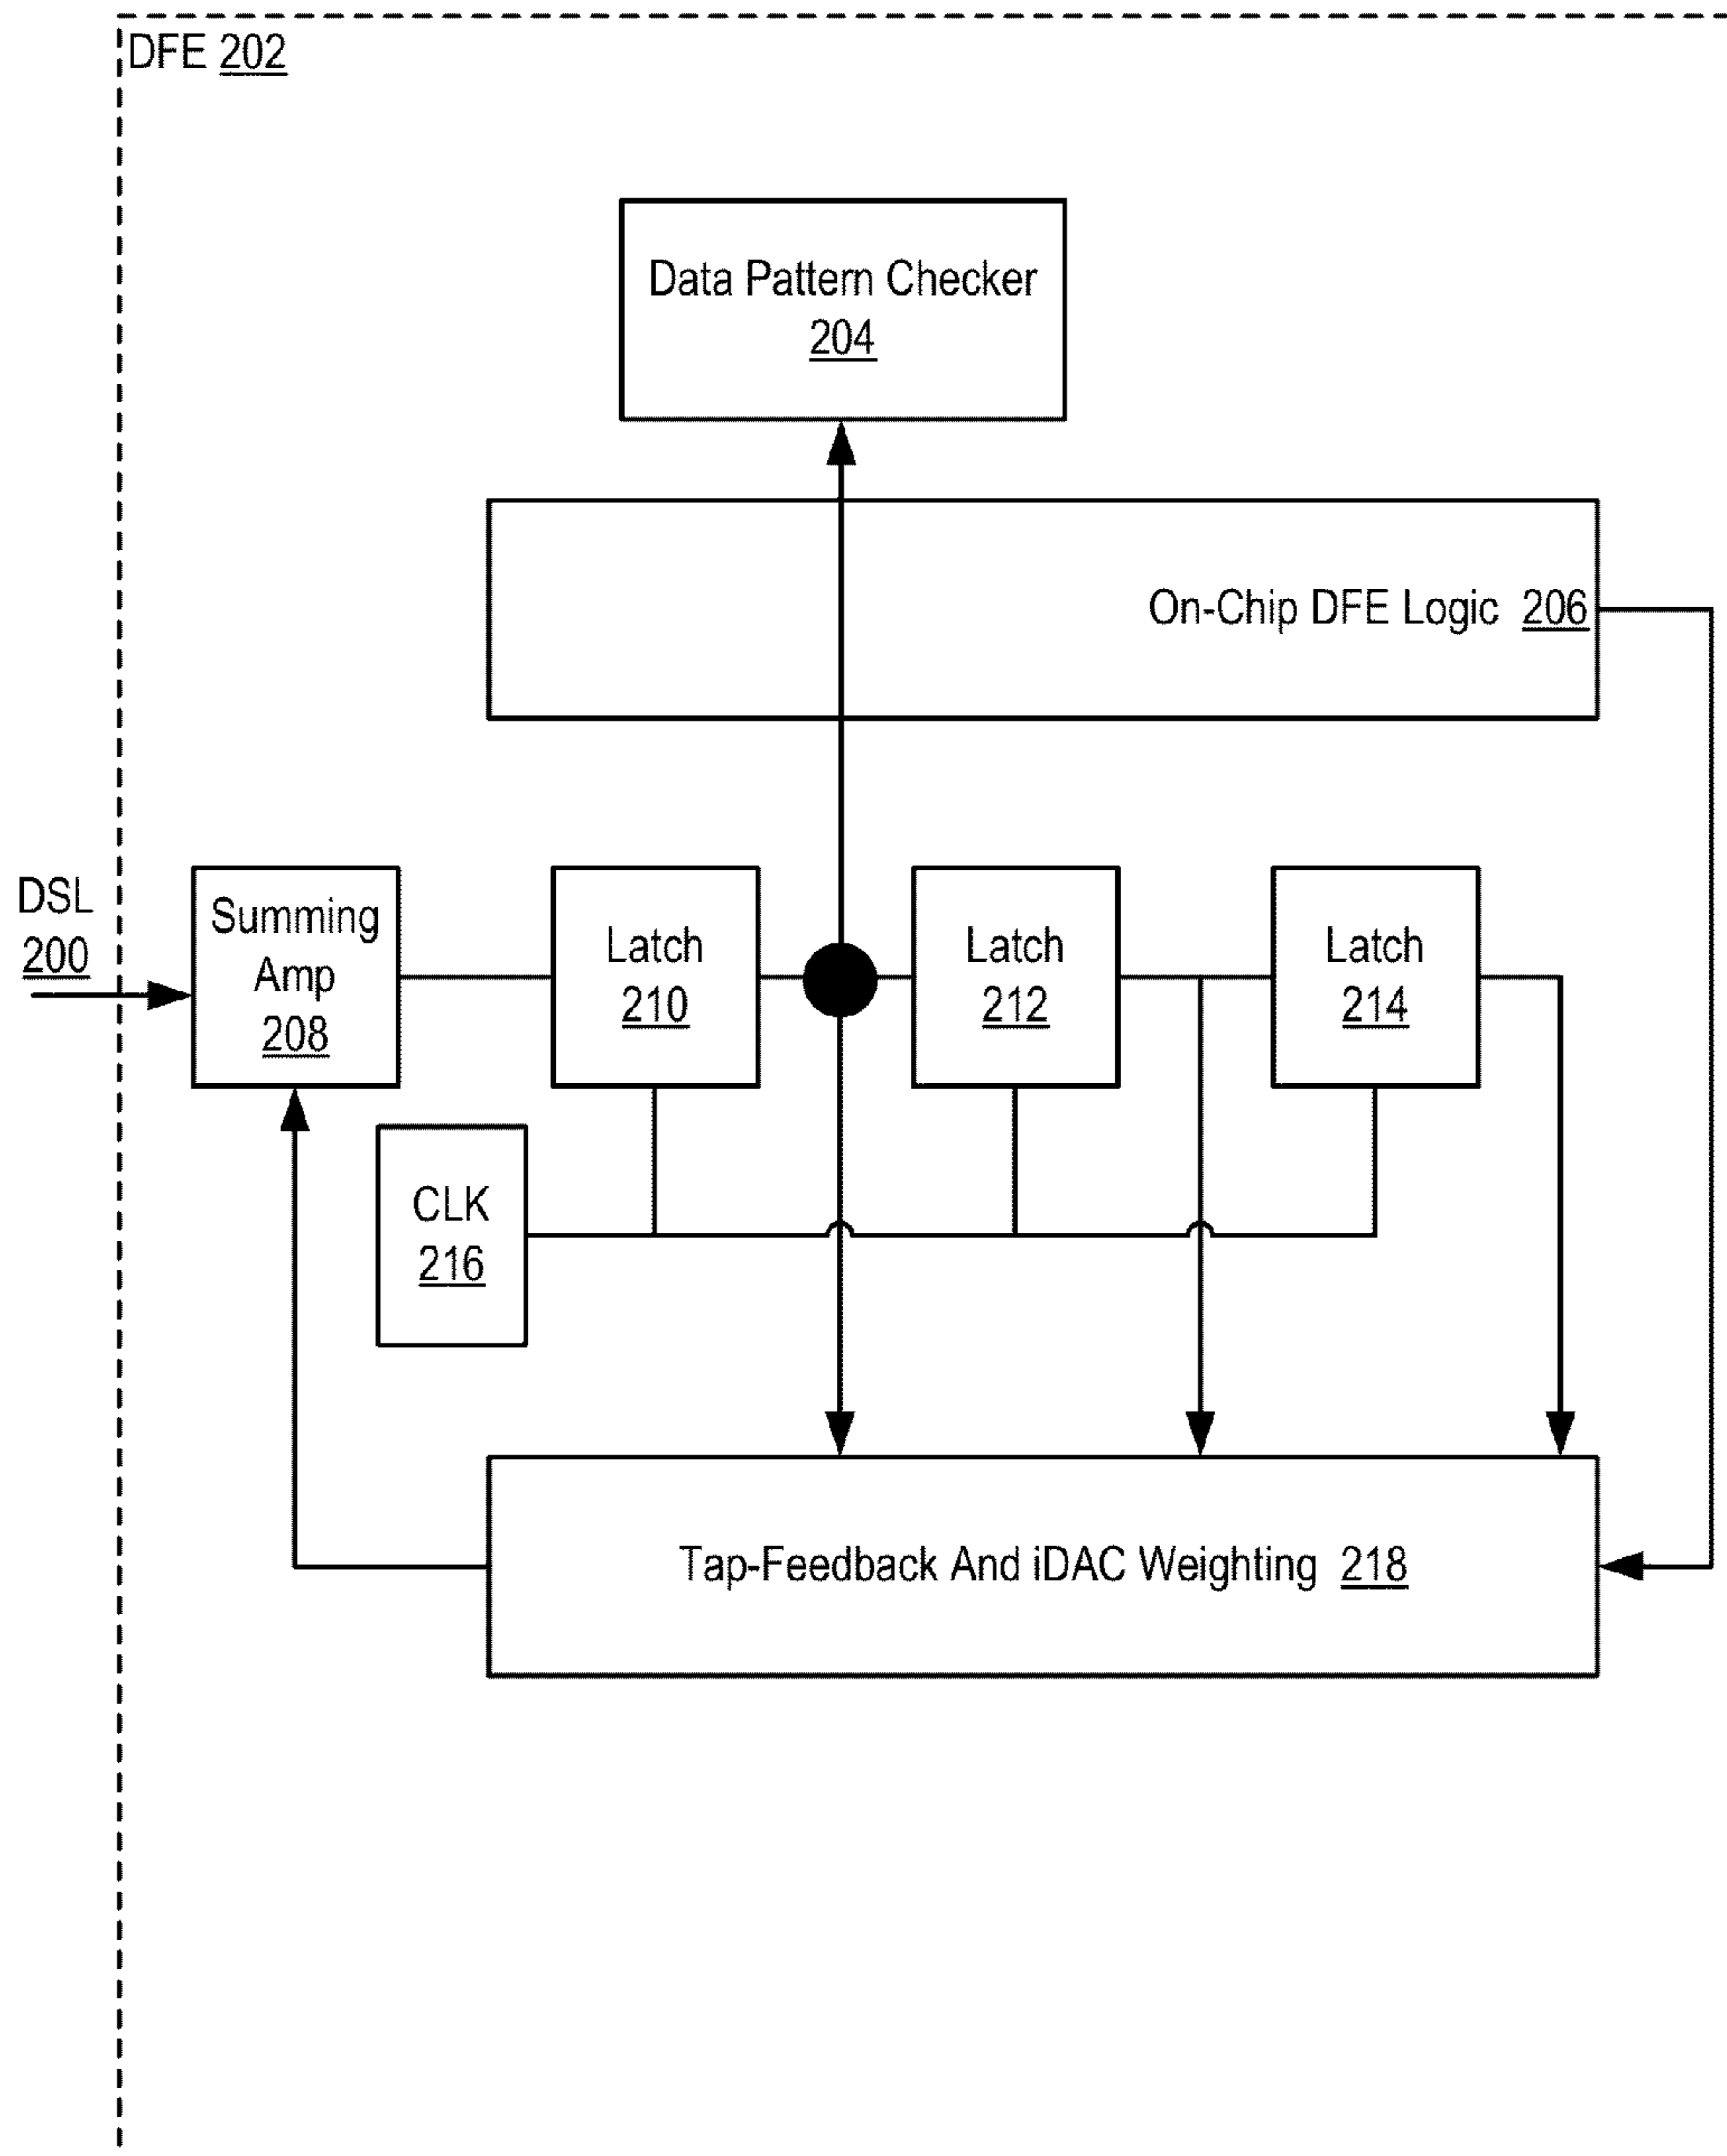 DFE 202
Data Pattern Checker
204
On-Chip DFE Logic 206
DSL
200
Summing
Amp
208
Latch
210
Latch
212
Latch
214
CLK
216
Tap-Feedback And iDAC Weighting 218